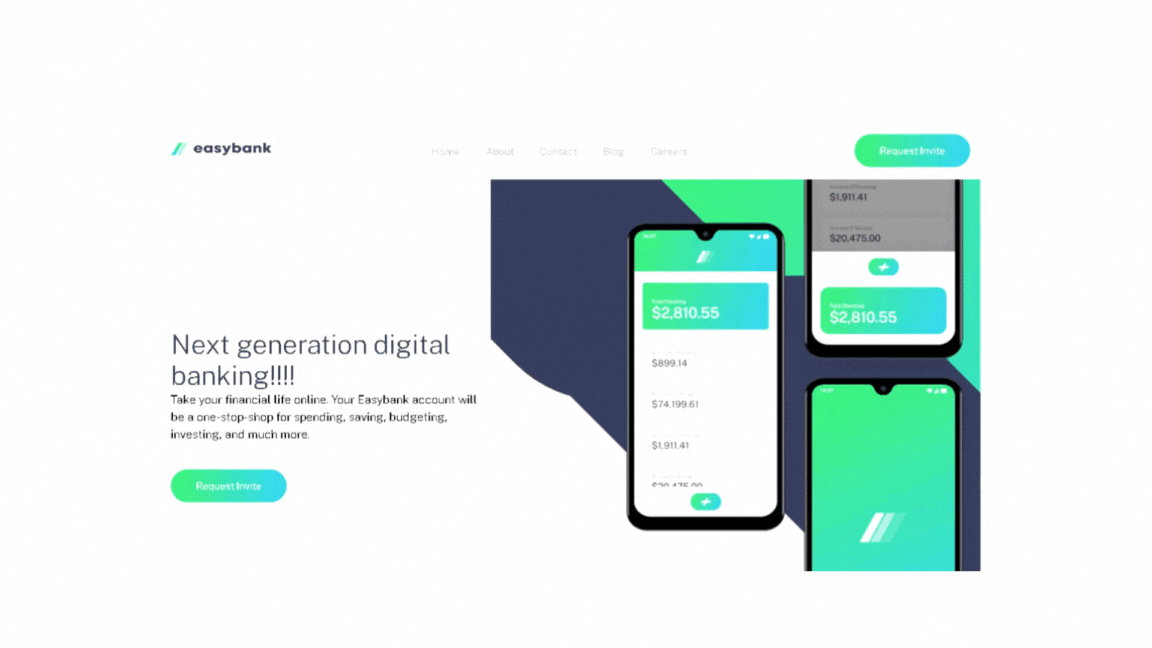 easybank
Home About Contact Blog Careers
Request Invite
$1,911.41
$20,475.00
Total Checking
$2,810.55
Next generation digital
banking!!!!
Take your financial life online. Your Easybank account will
be a one-stop-shop for spending, saving, budgeting,
investing, and much more.
Request Invite
Total Checking
$2,810.55
$899.14
$74,199.61
$1,911.41
$20,475.00